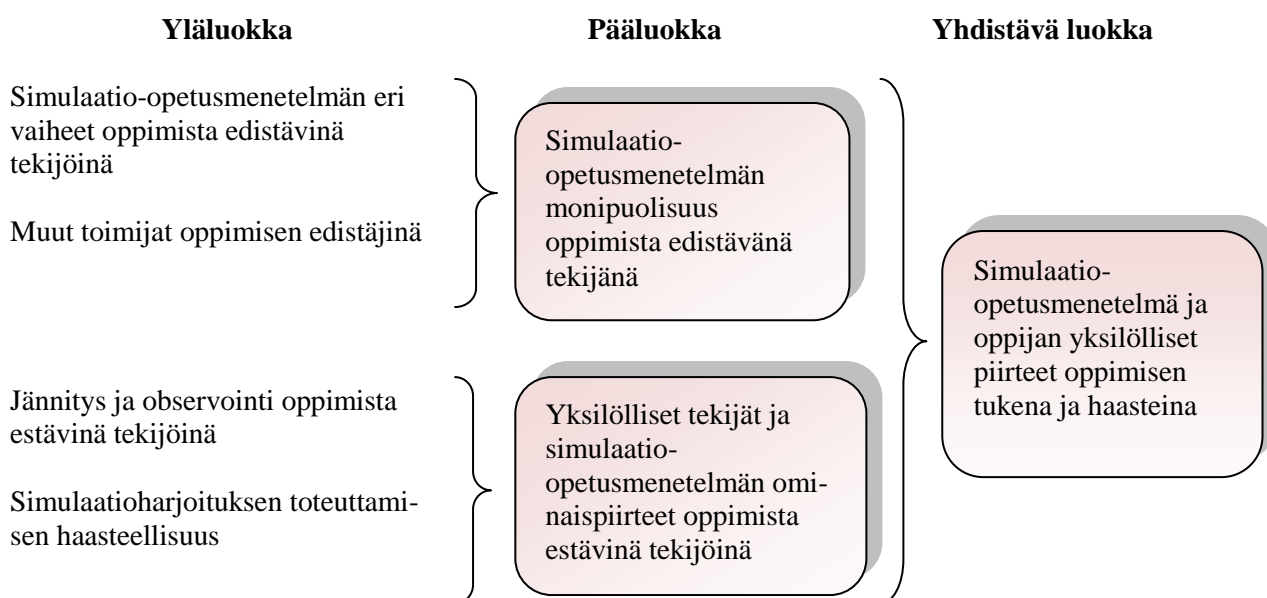 Yläluokka Pääluokka Yhdistävä luokka
Simulaatio-opetusmenetelmän eri
vaiheet oppimista edistävinä
tekijöinä
Muut toimijat oppimisen edistäjinä
Simulaatio-
opetusmenetelmän
monipuolisuus
oppimista edistävänä
tekijänä
Jännitys ja observointi oppimista
estävinä tekijöinä
Simulaatioharjoituksen toteuttami-
sen haasteellisuus
Yksilölliset tekijät ja
simulaatio-
opetusmenetelmän omi-
naispiirteet oppimista
estävinä tekijöinä
Simulaatio-
opetusmenetelmä ja
oppijan yksilölliset
piirteet oppimisen
tukena ja haasteina